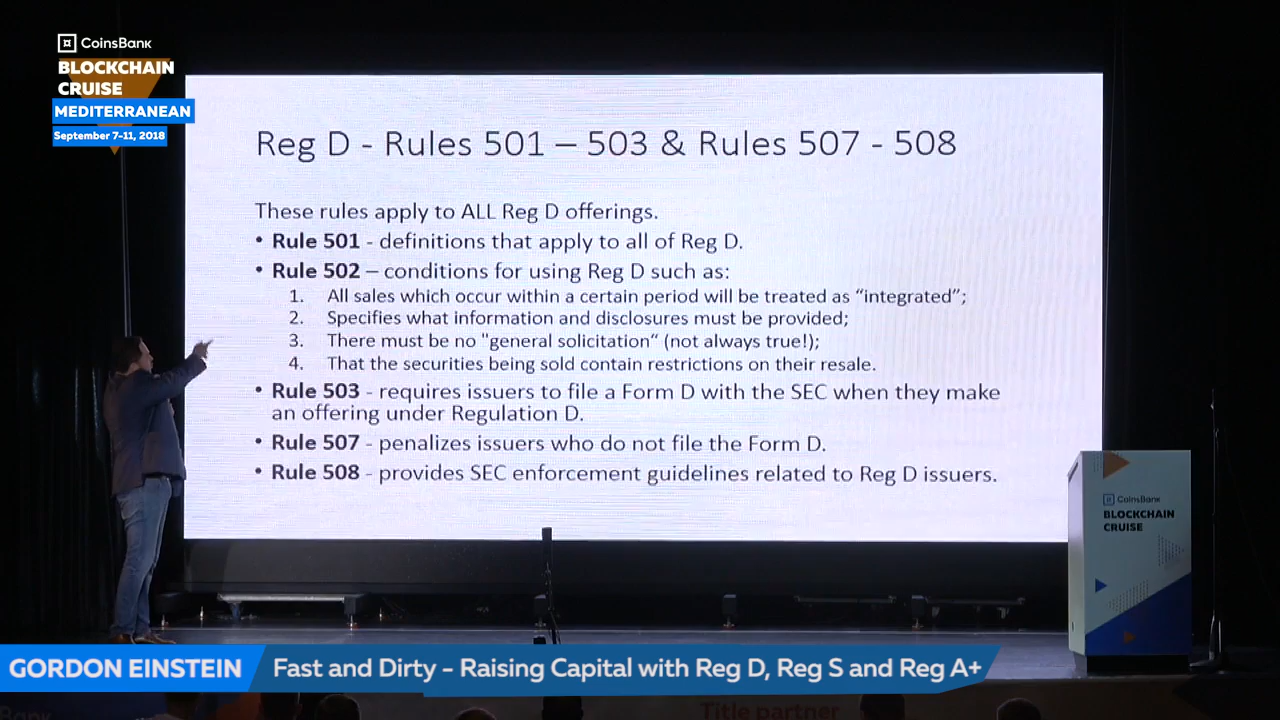 CoinsBank
BLOCKCHAIN
CRUISE
MEDITERRANEAN
September 7-11, 2018
Reg D - Rules 501 – 503 & Rules 507 - 508
These rules apply to ALL Reg D offerings.
• Rule 501 - definitions that apply to all of Reg D.
• Rule 502 – conditions for using Reg D such as:
1. All sales which occur within a certain period will be treated as “integrated”;
2. Specifies what information and disclosures must be provided;
3. There must be no "general solicitation“ (not always true!);
4. That the securities being sold contain restrictions on their resale.
• Rule 503 - requires issuers to file a Form D with the SEC when they make
an offering under Regulation D.
• Rule 507 - penalizes issuers who do not file the Form D.
• Rule 508 - provides SEC enforcement guidelines related to Reg D issuers.
CoinsBank
BLOCKCHAIN
CRUISE
GORDON EINSTEIN
Fast and Dirty – Raising Capital with Reg D, Reg S and Reg A+
Title partner